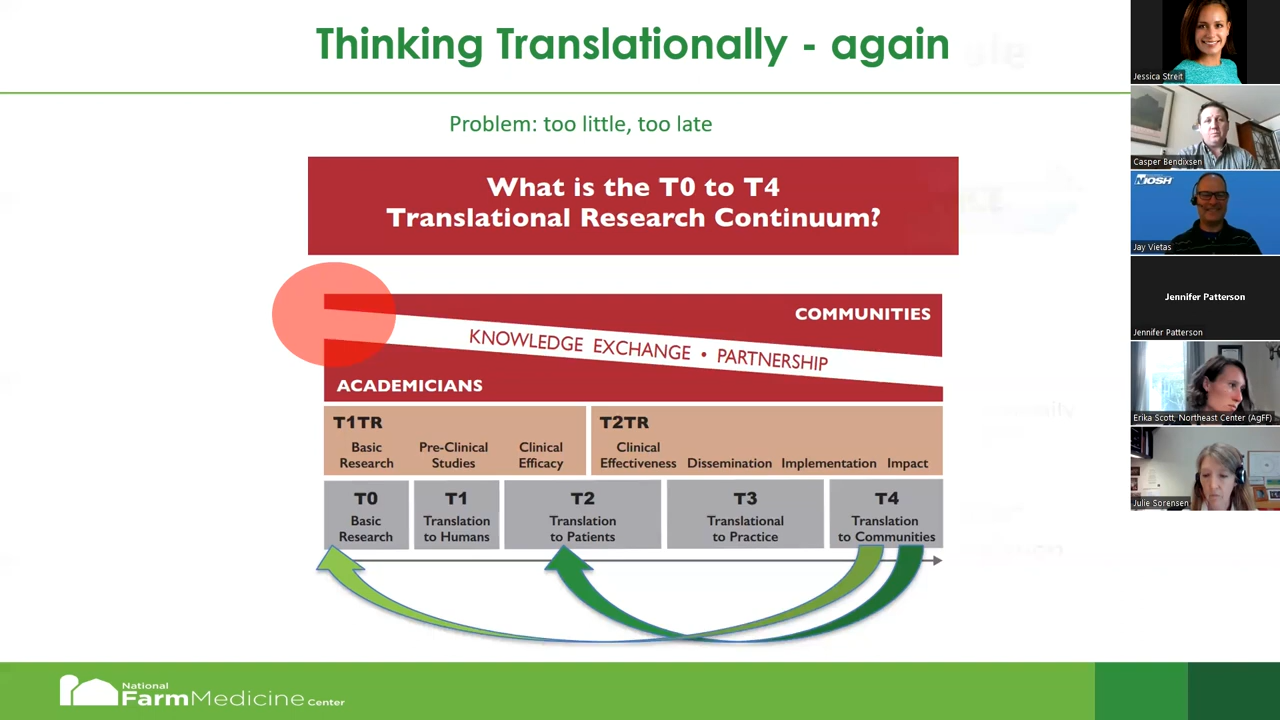 Thinking Translationally - again
Problem: too little, too late
What is the T0 to T4
Translational Research Continuum?
COMMUNITIES
KNOWLEDGE EXCHANGE • PARTNERSHIP
ACADEMICIANS
T1TR
Basic
Research
Pre-Clinical
Studies
Clinical
Efficacy
T2TR
Clinical
Effectiveness
Dissemination
Implementation
Impact
T0
Basic
Research
T1
Translation
to Humans
T2
Translation
to Patients
T3
Translational
to Practice
T4
Translation
to Communities
National
FarmMedicine Center
Jessica Streit
Casper Bendixsen
NIOSH
Jay Vietas
Jennifer Patterson
Jennifer Patterson
Erika Scott, Northeast Center (AgFF)
Julie Sorensen